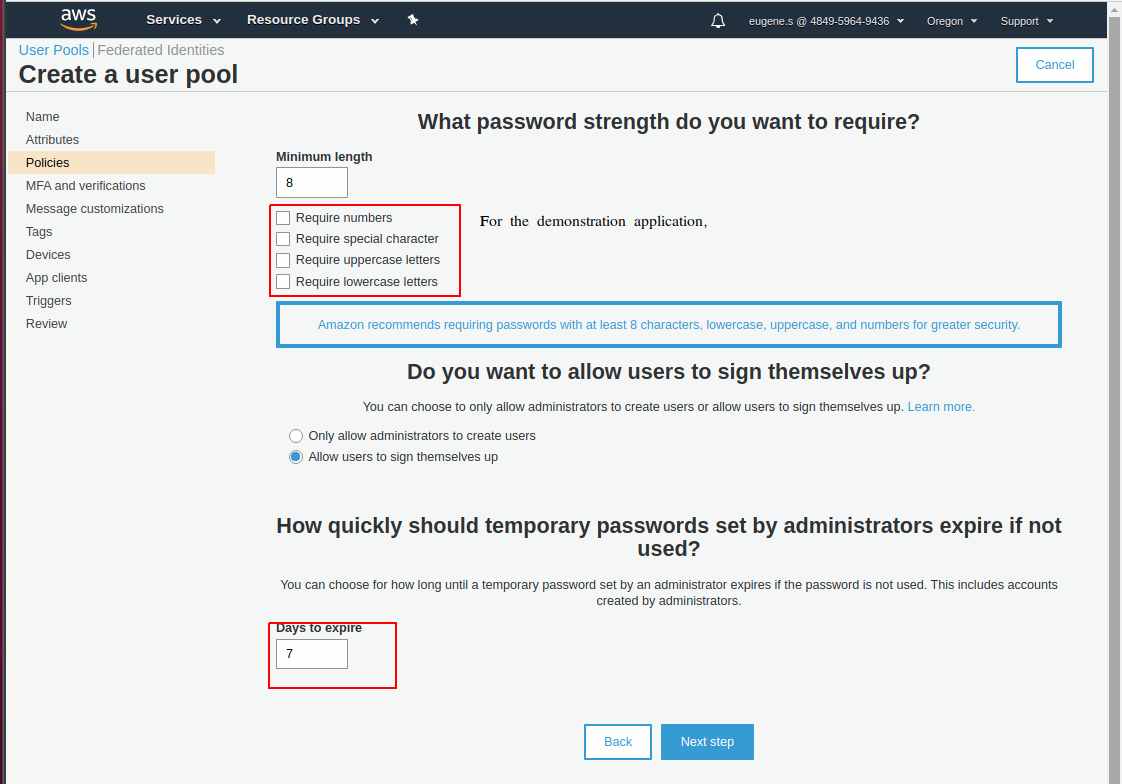 aws
Services Resource Groups eugene.s @ 4849-5964-9436 Oregon Support
User Pools | Federated Identities
Create a user pool
Cancel
Name
Attributes
Policies
MFA and verifications
Message customizations
Tags
Devices
App clients
Triggers
Review
What password strength do you want to require?
Minimum length
8
Require numbers
Require special character
Require uppercase letters
Require lowercase letters
For the demonstration application,
Amazon recommends requiring passwords with at least 8 characters, lowercase, uppercase, and numbers for greater security.
Do you want to allow users to sign themselves up?
You can choose to only allow administrators to create users or allow users to sign themselves up. Learn more.
Only allow administrators to create users
Allow users to sign themselves up
How quickly should temporary passwords set by administrators expire if not
used?
You can choose for how long until a temporary password set by an administrator expires if the password is not used. This includes accounts
created by administrators.
Days to expire
7
Back
Next step